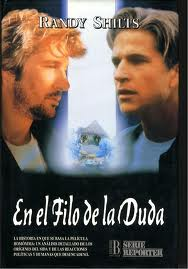 RANDY SHILTS
En el Filo de la Duda
LA HISTORIA EN QUE SE BASA LA PELÍCULA
HOMÓNIMA: UN ANÁLISIS DETALLADO DE LOS
ORÍGENES DEL SIDA Y DE LAS REACCIONES
POLÍTICAS Y HUMANAS QUE DESENCADENÓ.
B SERIE
REPORTER